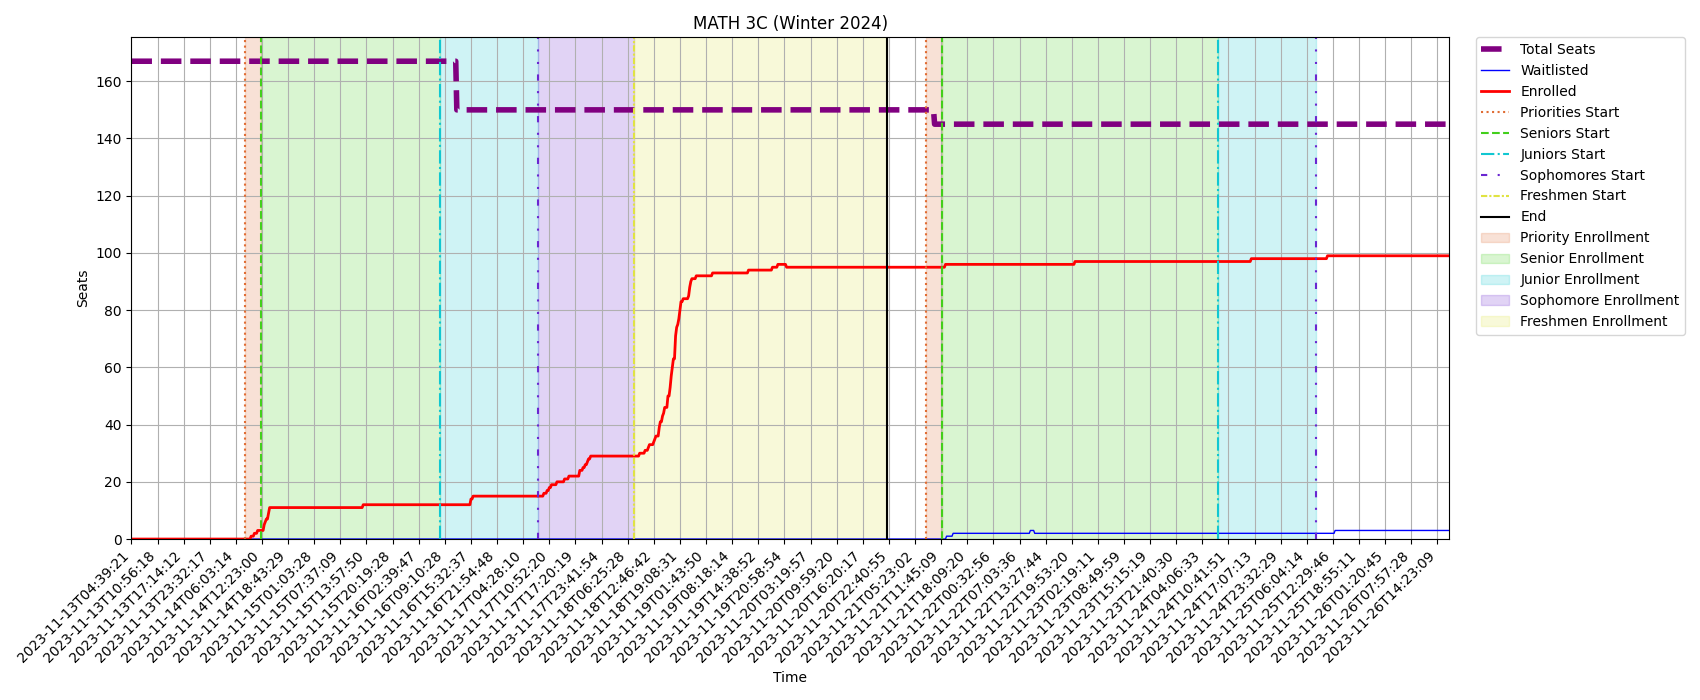 MATH 3C (Winter 2024)
Seats
160
140
120
100
80
60
40
20
0
2023-11-13T04:39:21
2023-11-13T10:56:18
2023-11-13T17:14:12
2023-11-13T23:32:17
2023-11-14T06:03:14
2023-11-14T12:23:00
2023-11-14T18:43:29
2023-11-15T01:03:28
2023-11-15T07:37:09
2023-11-15T13:57:50
2023-11-15T20:19:28
2023-11-16T02:39:47
2023-11-16T09:10:28
2023-11-16T15:32:37
2023-11-16T21:54:48
2023-11-17T04:28:10
2023-11-17T10:52:20
2023-11-17T17:20:19
2023-11-17T23:41:54
2023-11-18T06:25:28
2023-11-18T12:46:42
2023-11-18T19:08:31
2023-11-19T01:43:50
2023-11-19T08:18:14
2023-11-19T14:38:52
2023-11-19T20:58:54
2023-11-20T03:19:57
2023-11-20T09:59:20
2023-11-20T16:20:17
2023-11-20T22:40:55
2023-11-21T05:23:02
2023-11-21T11:45:09
2023-11-21T18:09:20
2023-11-22T00:32:56
2023-11-22T07:03:36
2023-11-22T13:27:44
2023-11-22T19:53:20
2023-11-23T02:19:11
2023-11-23T08:49:59
2023-11-23T15:15:19
2023-11-23T21:40:30
2023-11-24T04:06:33
2023-11-24T10:41:51
2023-11-24T17:07:13
2023-11-24T23:32:29
2023-11-25T06:04:14
2023-11-25T12:29:46
2023-11-25T18:55:11
2023-11-26T01:20:45
2023-11-26T07:57:28
2023-11-26T14:23:09
Time
Total Seats
Waitlisted
Enrolled
Priorities Start
Seniors Start
Juniors Start
Sophomores Start
Freshmen Start
End
Priority Enrollment
Senior Enrollment
Junior Enrollment
Sophomore Enrollment
Freshmen Enrollment